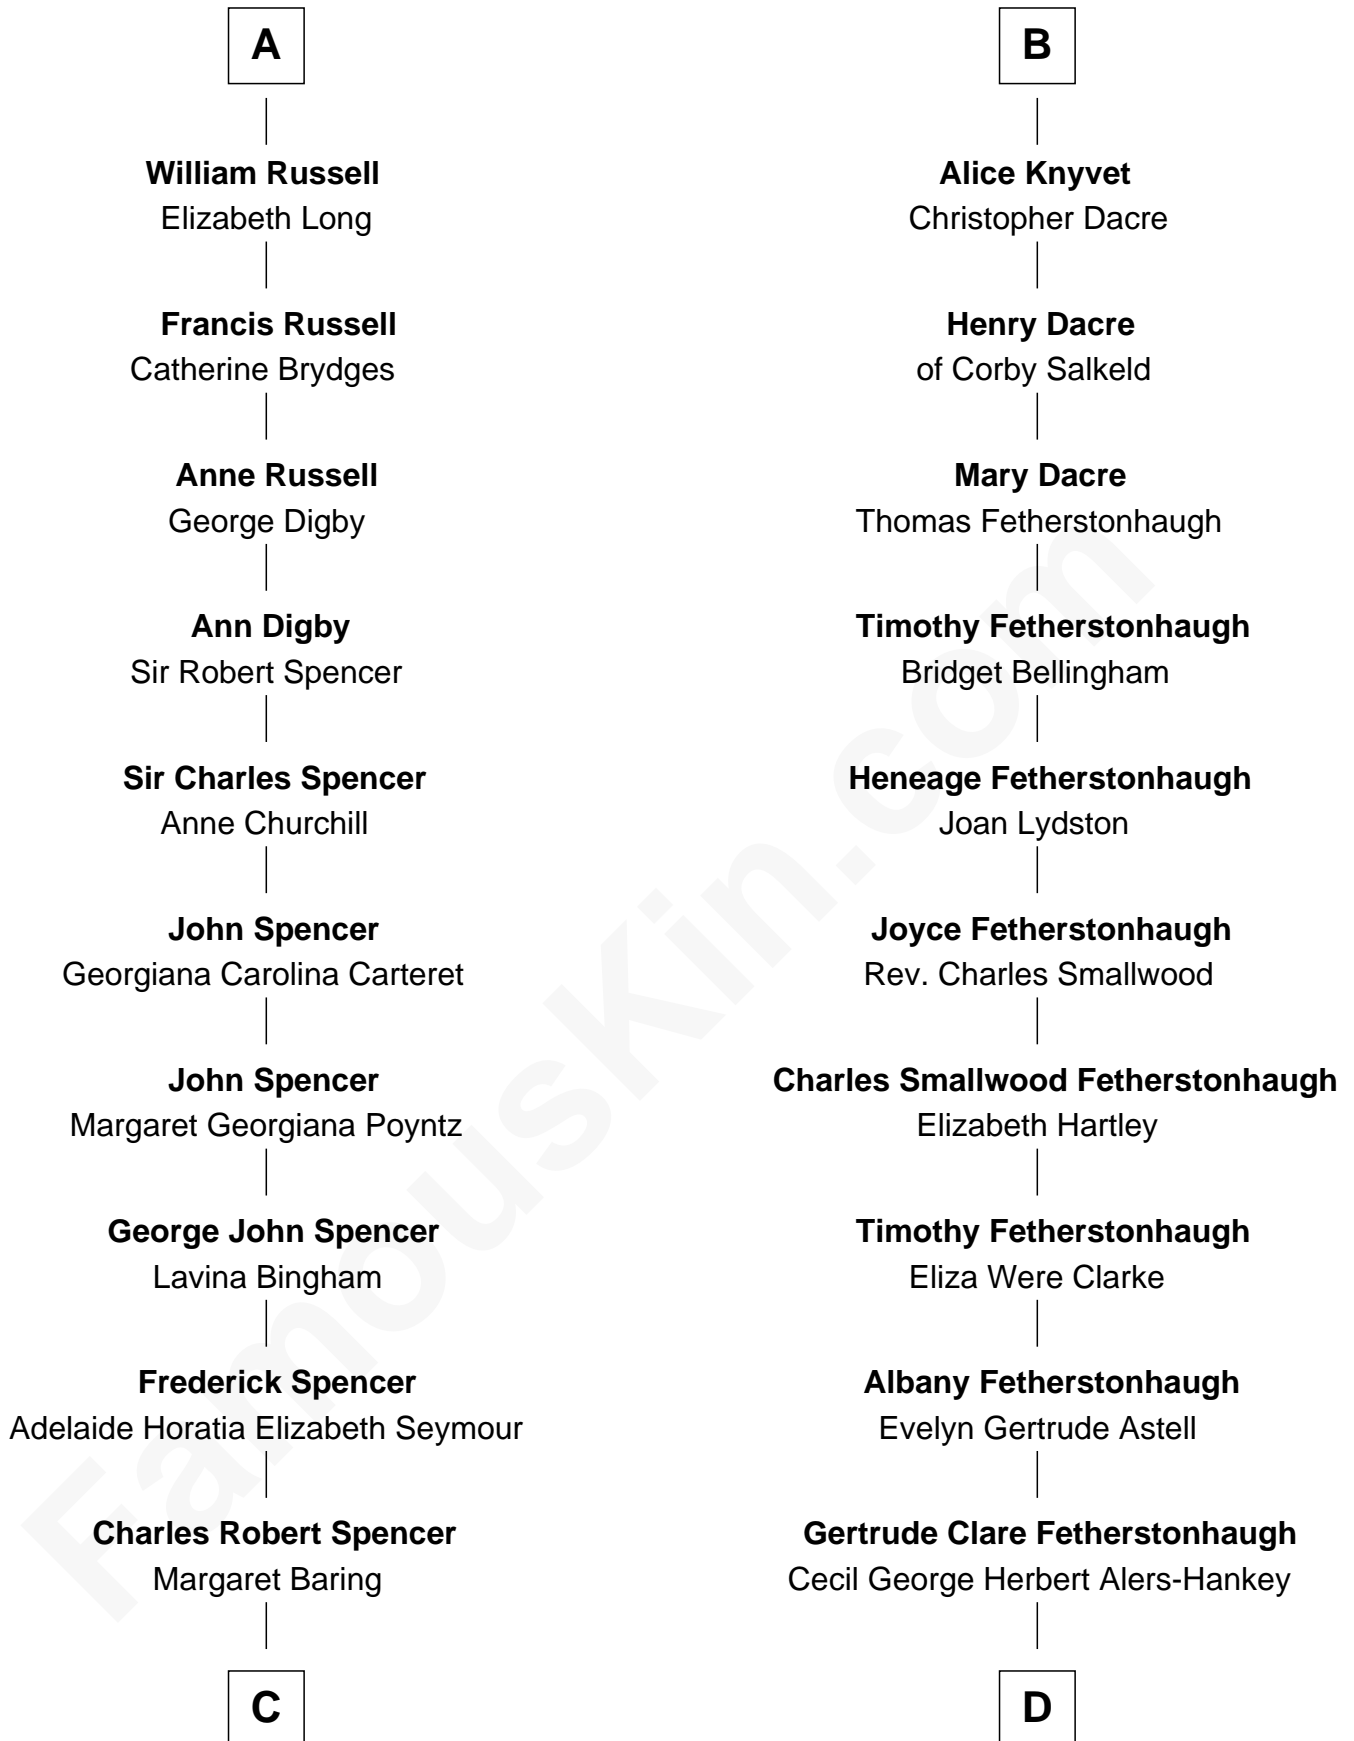 A
William Russell
Elizabeth Long
Francis Russell
Catherine Brydges
Anne Russell
George Digby
Ann Digby
Sir Robert Spencer
Sir Charles Spencer
Anne Churchill
John Spencer
Georgiana Carolina Carteret
John Spencer
Margaret Georgiana Poyntz
George John Spencer
Lavina Bingham
Frederick Spencer
Adelaide Horatia Elizabeth Seymour
Charles Robert Spencer
Margaret Baring
C
B
Alice Knyvet
Christopher Dacre
Henry Dacre
of Corby Salkeld
Mary Dacre
Thomas Fetherstonhaugh
Timothy Fetherstonhaugh
Bridget Bellingham
Heneage Fetherstonhaugh
Joan Lydston
Joyce Fetherstonhaugh
Rev. Charles Smallwood
Charles Smallwood Fetherstonhaugh
Elizabeth Hartley
Timothy Fetherstonhaugh
Eliza Were Clarke
Albany Fetherstonhaugh
Evelyn Gertrude Astell
Gertrude Clare Fetherstonhaugh
Cecil George Herbert Alers-Hankey
D
FamousKin.com